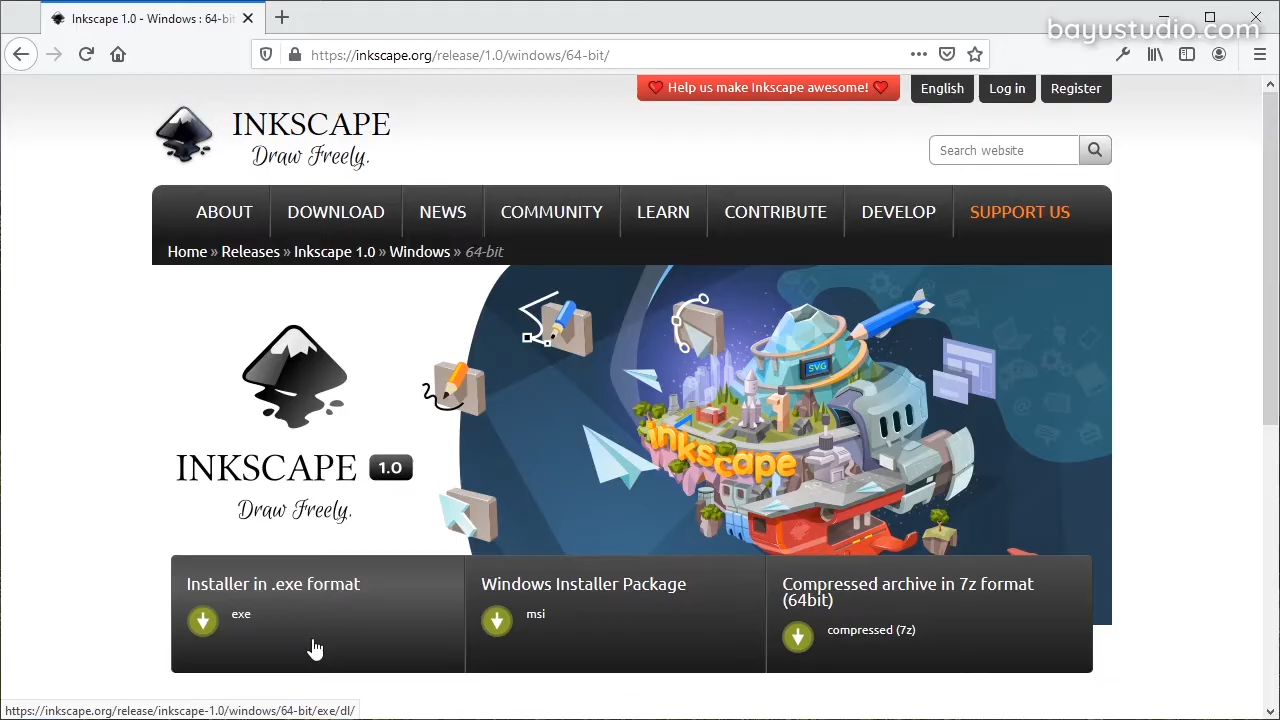 Inkscape 1.0 - Windows : 64-bit
bayustudio.com
https://inkscape.org/release/1.0/windows/64-bit/
Help us make Inkscape awesome!
English
Log in
Register
INKSCAPE
Draw Freely.
Search website
ABOUT
DOWNLOAD
NEWS
COMMUNITY
LEARN
CONTRIBUTE
DEVELOP
SUPPORT US
Home » Releases » Inkscape 1.0 » Windows » 64-bit
SVG
inkscape
INKSCAPE 1.0
Draw Freely.
Installer in .exe format
exe
Windows Installer Package
msi
Compressed archive in 7z format
(64bit)
compressed (7z)
https://inkscape.org/release/inkscape-1.0/windows/64-bit/exe/dl/